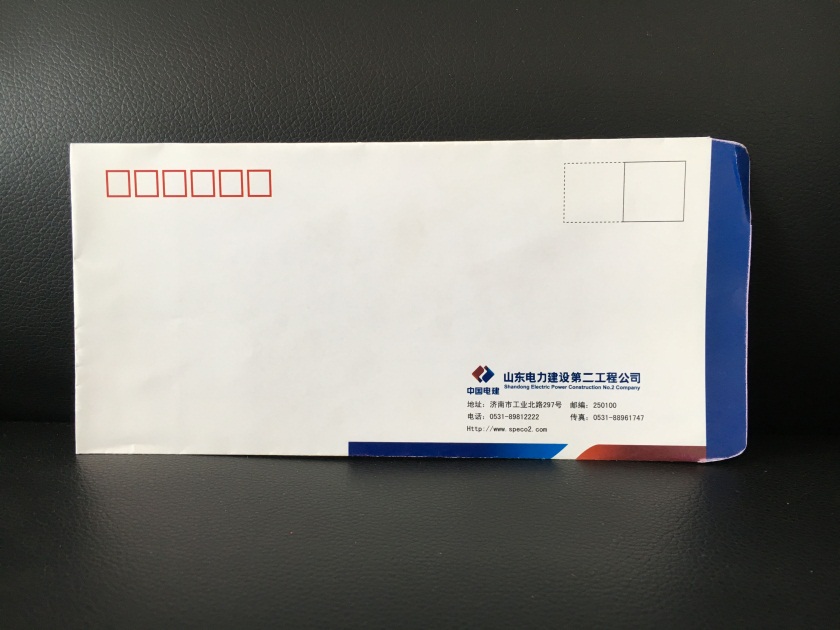 山东电力建设第二工程公司
Shandong Electric Power Construction No.2 Company
中国电建
地址：济南市工业北路297号 邮编：250100
电话：0531-89812222 传真：0531-88961747
Http://www.speco2.com